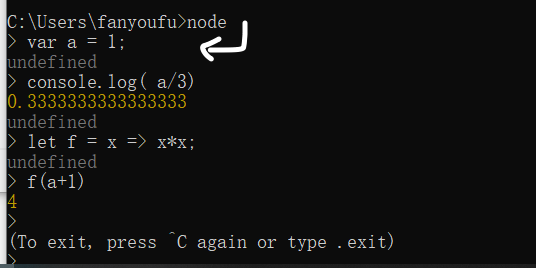 C:\Users\fanyoufu>node
> var a = 1;
undefined
> console.log( a/3)
0.3333333333333333
undefined
> let f = x => x*x;
undefined
> f(a+1)
4
>
(To exit, press ^C again or type .exit)
>